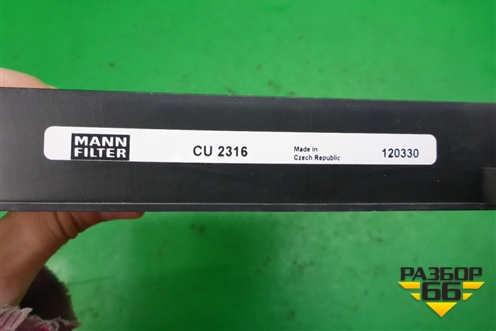 MANN
FILTER
CU 2316
Made in
Czech Republic
120330
РАЗБОР
66